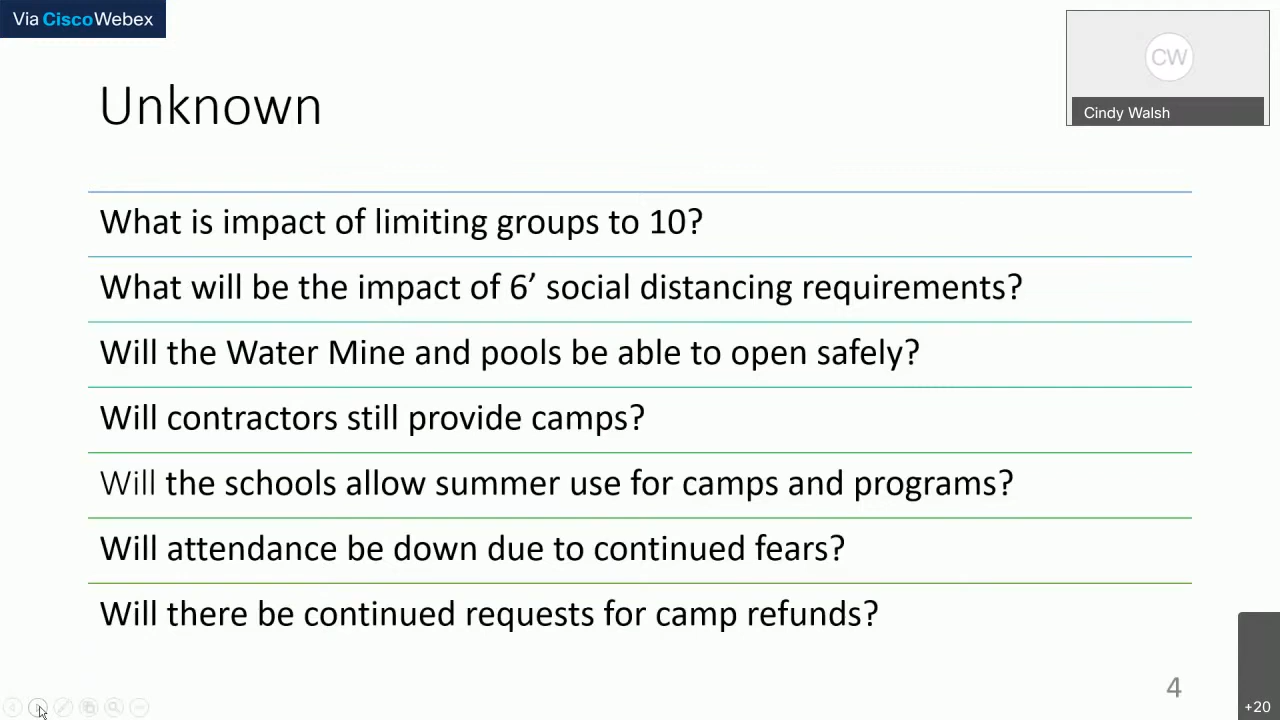 Via CiscoWebex
CW
Cindy Walsh
Unknown
What is impact of limiting groups to 10?
What will be the impact of 6’ social distancing requirements?
Will the Water Mine and pools be able to open safely?
Will contractors still provide camps?
Will the schools allow summer use for camps and programs?
Will attendance be down due to continued fears?
Will there be continued requests for camp refunds?
4
+20